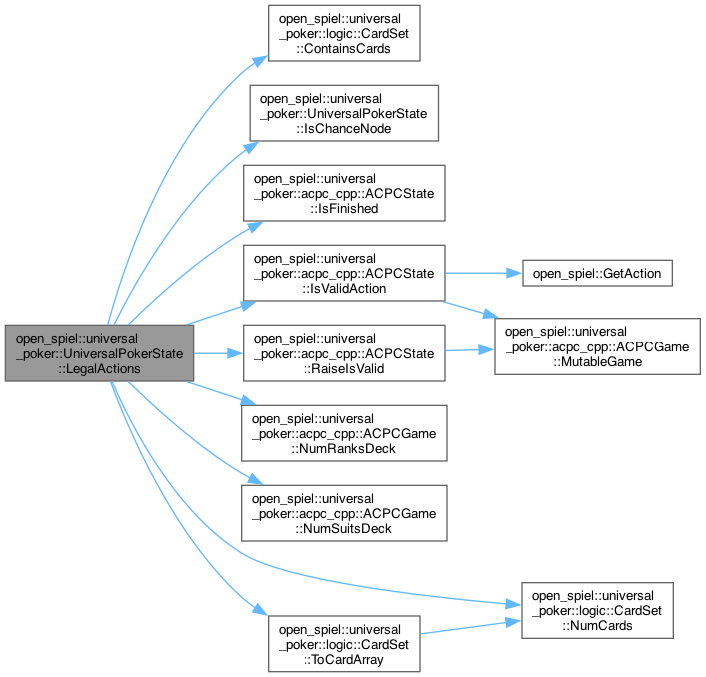 open_spiel::universal
_poker::logic::CardSet
::ContainsCards
open_spiel::universal
_poker::UniversalPokerState
::IsChanceNode
open_spiel::universal
_poker::acpc_cpp::ACPCState
::IsFinished
open_spiel::universal
_poker::acpc_cpp::ACPCState
::IsValidAction
open_spiel::GetAction
open_spiel::universal
_poker::acpc_cpp::ACPCGame
::MutableGame
open_spiel::universal
_poker::UniversalPokerState
::LegalActions
open_spiel::universal
_poker::acpc_cpp::ACPCState
::RaiseIsValid
open_spiel::universal
_poker::acpc_cpp::ACPCGame
::NumRanksDeck
open_spiel::universal
_poker::acpc_cpp::ACPCGame
::NumSuitsDeck
open_spiel::universal
_poker::logic::CardSet
::NumCards
open_spiel::universal
_poker::logic::CardSet
::ToCardArray